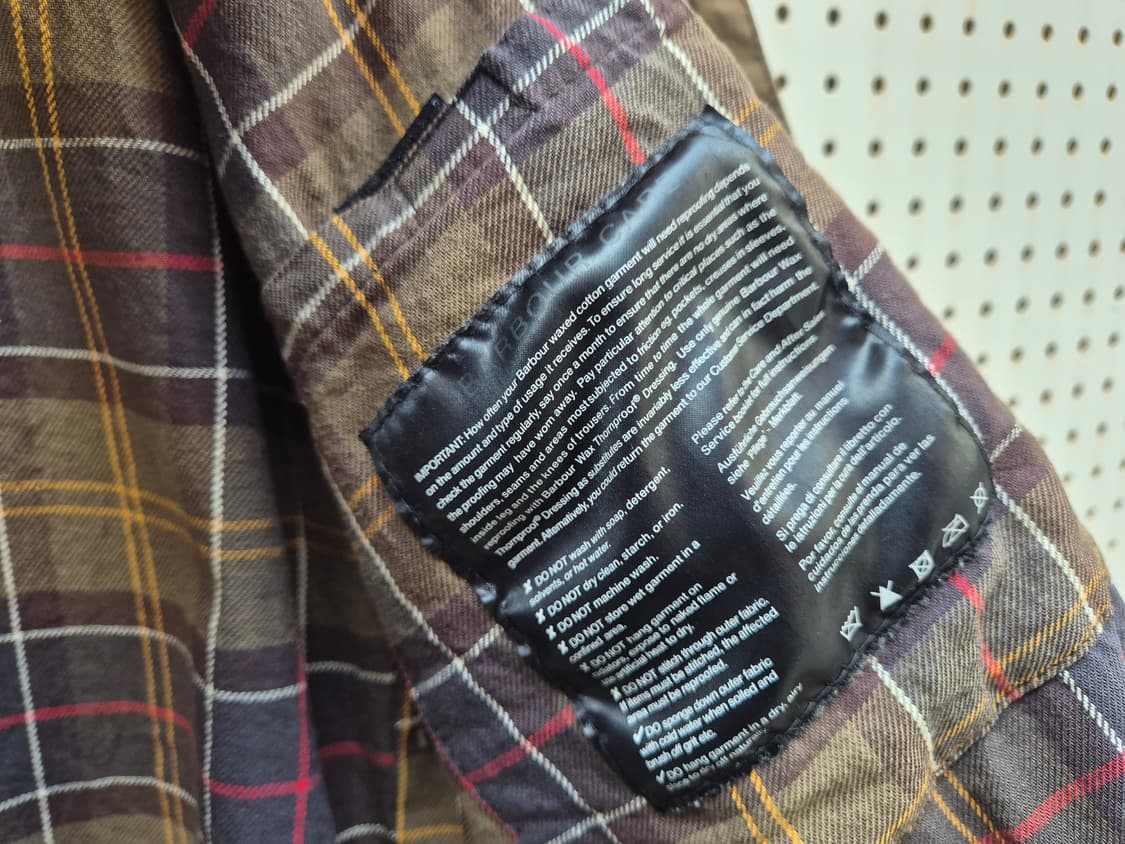 BARBOUR CAR
IMPORTANT: How often your Barbour waxed cotton garment will need reproofing depends
on the amount and type of usage it receives. To ensure long service it is essential that you
check the garment regularly, say once a month to ensure that there are no dry areas where
the proofing may have worn away. Pay particular attention to critical places such as the
shoulders, seams and areas most subjected to friction eg. pockets, creases in sleeves,
inside leg and the knees of trousers. From time to time the whole garment will need
reproofing with Barbour Wax Thornproof® Dressing. Use only genuine Barbour Wax
Thornproof® Dressing as substitutes are invariably less effective and can in fact harm the
garment. Alternatively, you could return the garment to our Customer Service Department.
✘ DO NOT wash with soap, detergent,
solvents, or hot water.
✘ DO NOT dry clean, starch, or iron.
✘ DO NOT machine wash.
✘ DO NOT store wet garment in a
confined area.
✘ DO NOT hang garment on
expose to naked flame or
artificial heat to dry.
✘ DO NOT stitch through outer fabric.
If items must be stitched, the affected
area must be reproofed.
✔ DO sponge down outer fabric
with cold water when soiled and
brush off grit etc.
✔ DO hang garment in a dry, airy
to dry off naturally
Please refer to Care and After Sales
Service Booklet for full instructions.
Ausführliche Gebrauchsanweisungen
siehe Merkblatt.
Veuillez vous reporter au manuel
d'entretien pour les instructions
détaillées.
Si prega di consultare il libretto con
le istruzioni per la cura dell'articolo.
Por favor, consulta el manual de
cuidados de la prenda para ver las
instrucciones detalladamente.